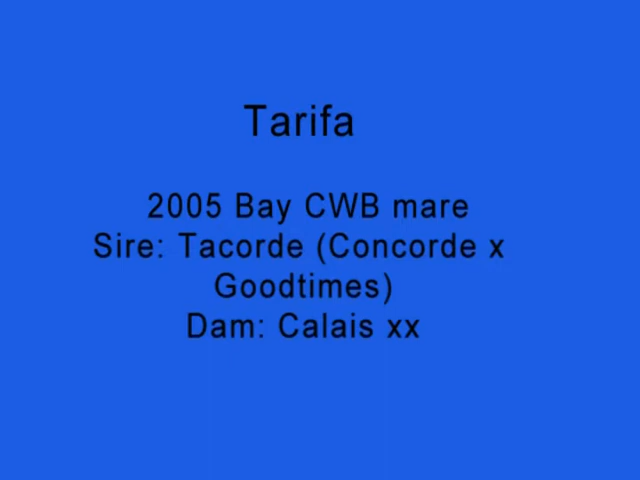 Tarifa
2005 Bay CWB mare
Sire: Tacorde (Concorde x
Goodtimes)
Dam: Calais xx